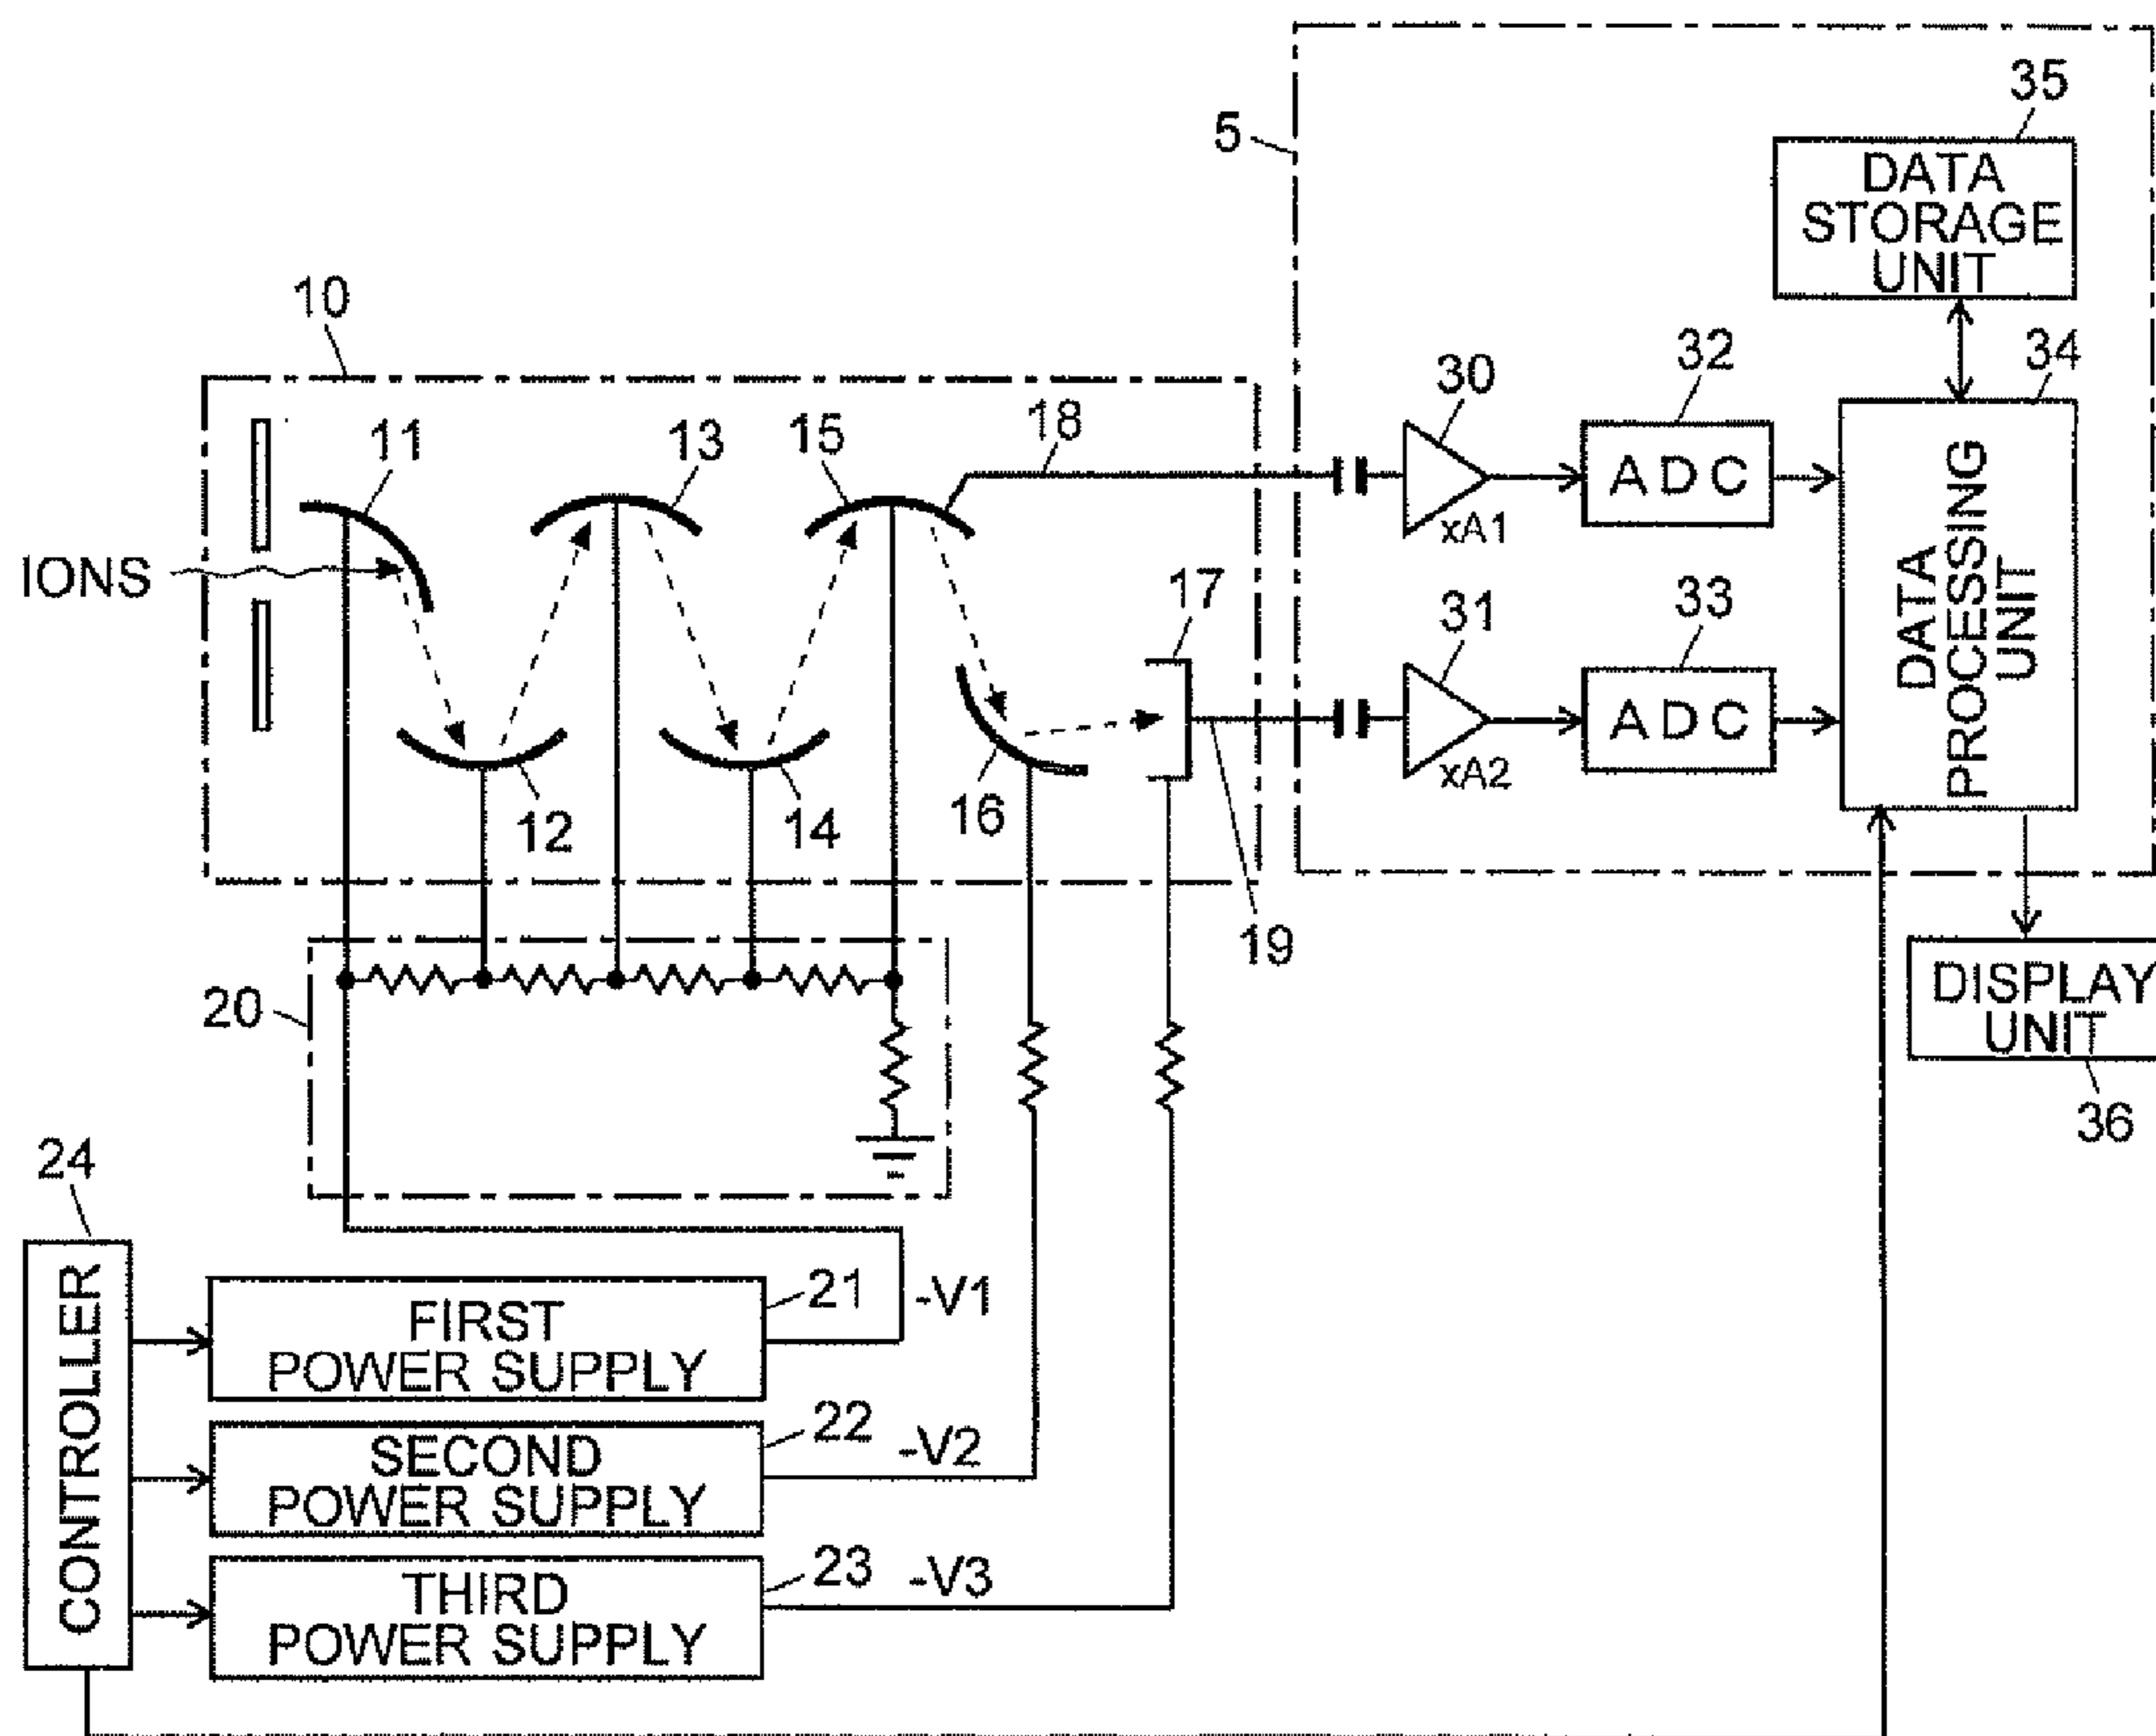 35
5
DATA
STORAGE
UNIT
10
30
32
34
11
13
15
18
ADC
xA1
IONS
17
31
33
DATA
PROCESSING
UNIT
ADC
xA2
12
14
16
19
20
DISPLAY
UNIT
36
24
CONTROLLER
21
-V1
FIRST
POWER SUPPLY
22
-V2
SECOND
POWER SUPPLY
23
-V3
THIRD
POWER SUPPLY